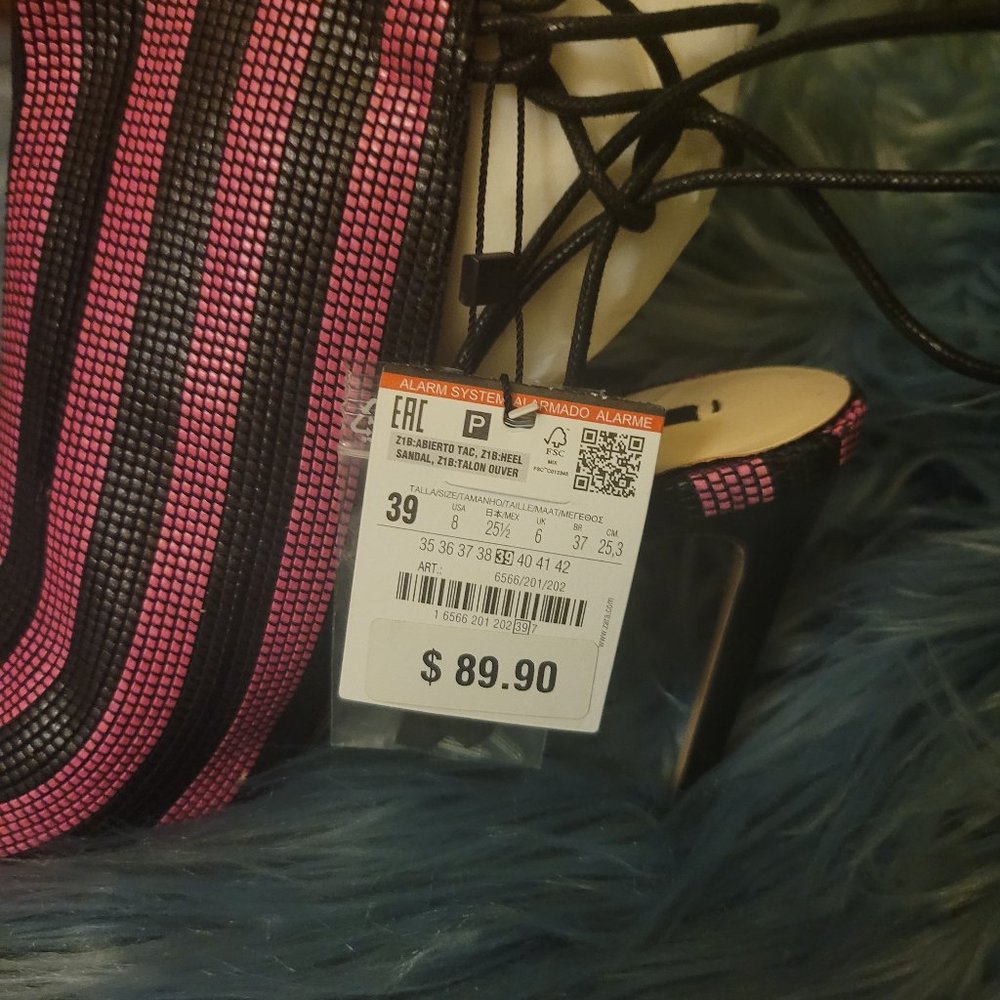 ALARM SYSTEM ALARMADO ALARME
EAC
P
FSC
MIX
Z1B:ABIERTO TAC, Z1B:HEEL
SANDAL, Z1B:TALON OUVER
TALLA/SIZE/TAMANHO/TAILLE/MAAT/ΜΕΓΕΘΟΣ
39
USA 日本/MEX UK BR CM.
8 25½ 6 37 25,3
35 36 37 38 39 40 41 42
ART.: 6566/201/202
1 6566 201 202 39 7
www.zara.com
$ 89.90